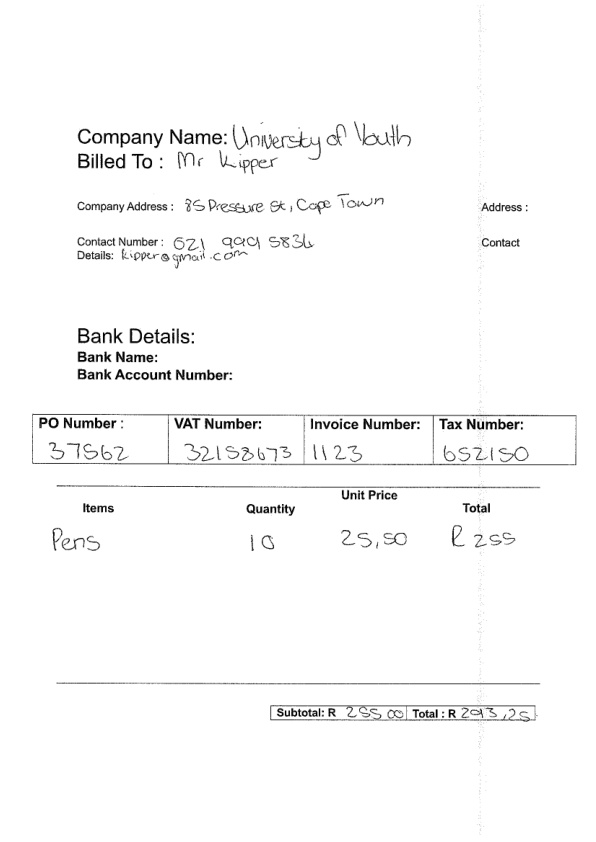 Company Name: University of Youth
Billed To : Mr Kipper
Company Address : 85 Pressure St, Cape Town
Address :
Contact Number : 621 9991 5836
Contact
Details: kipper@gmail.com
Bank Details:
Bank Name:
Bank Account Number:
PO Number : VAT Number: Invoice Number: Tax Number:
37562 32158673 1123 652150
Items Quantity Unit Price Total
Pens 10 25,50 R 255
Subtotal: R 255 00 Total : R 293,25